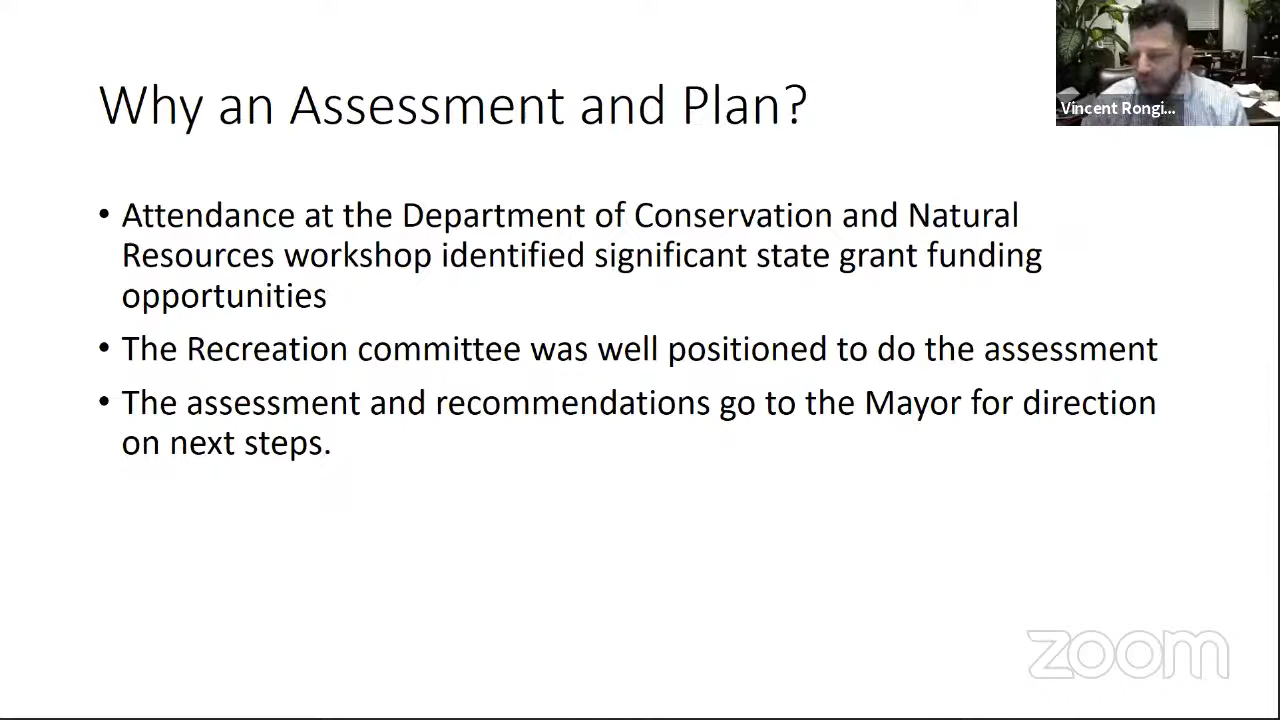 Why an Assessment and Plan?
Vincent Rongi...
• Attendance at the Department of Conservation and Natural
Resources workshop identified significant state grant funding
opportunities
• The Recreation committee was well positioned to do the assessment
• The assessment and recommendations go to the Mayor for direction
on next steps.
zoom